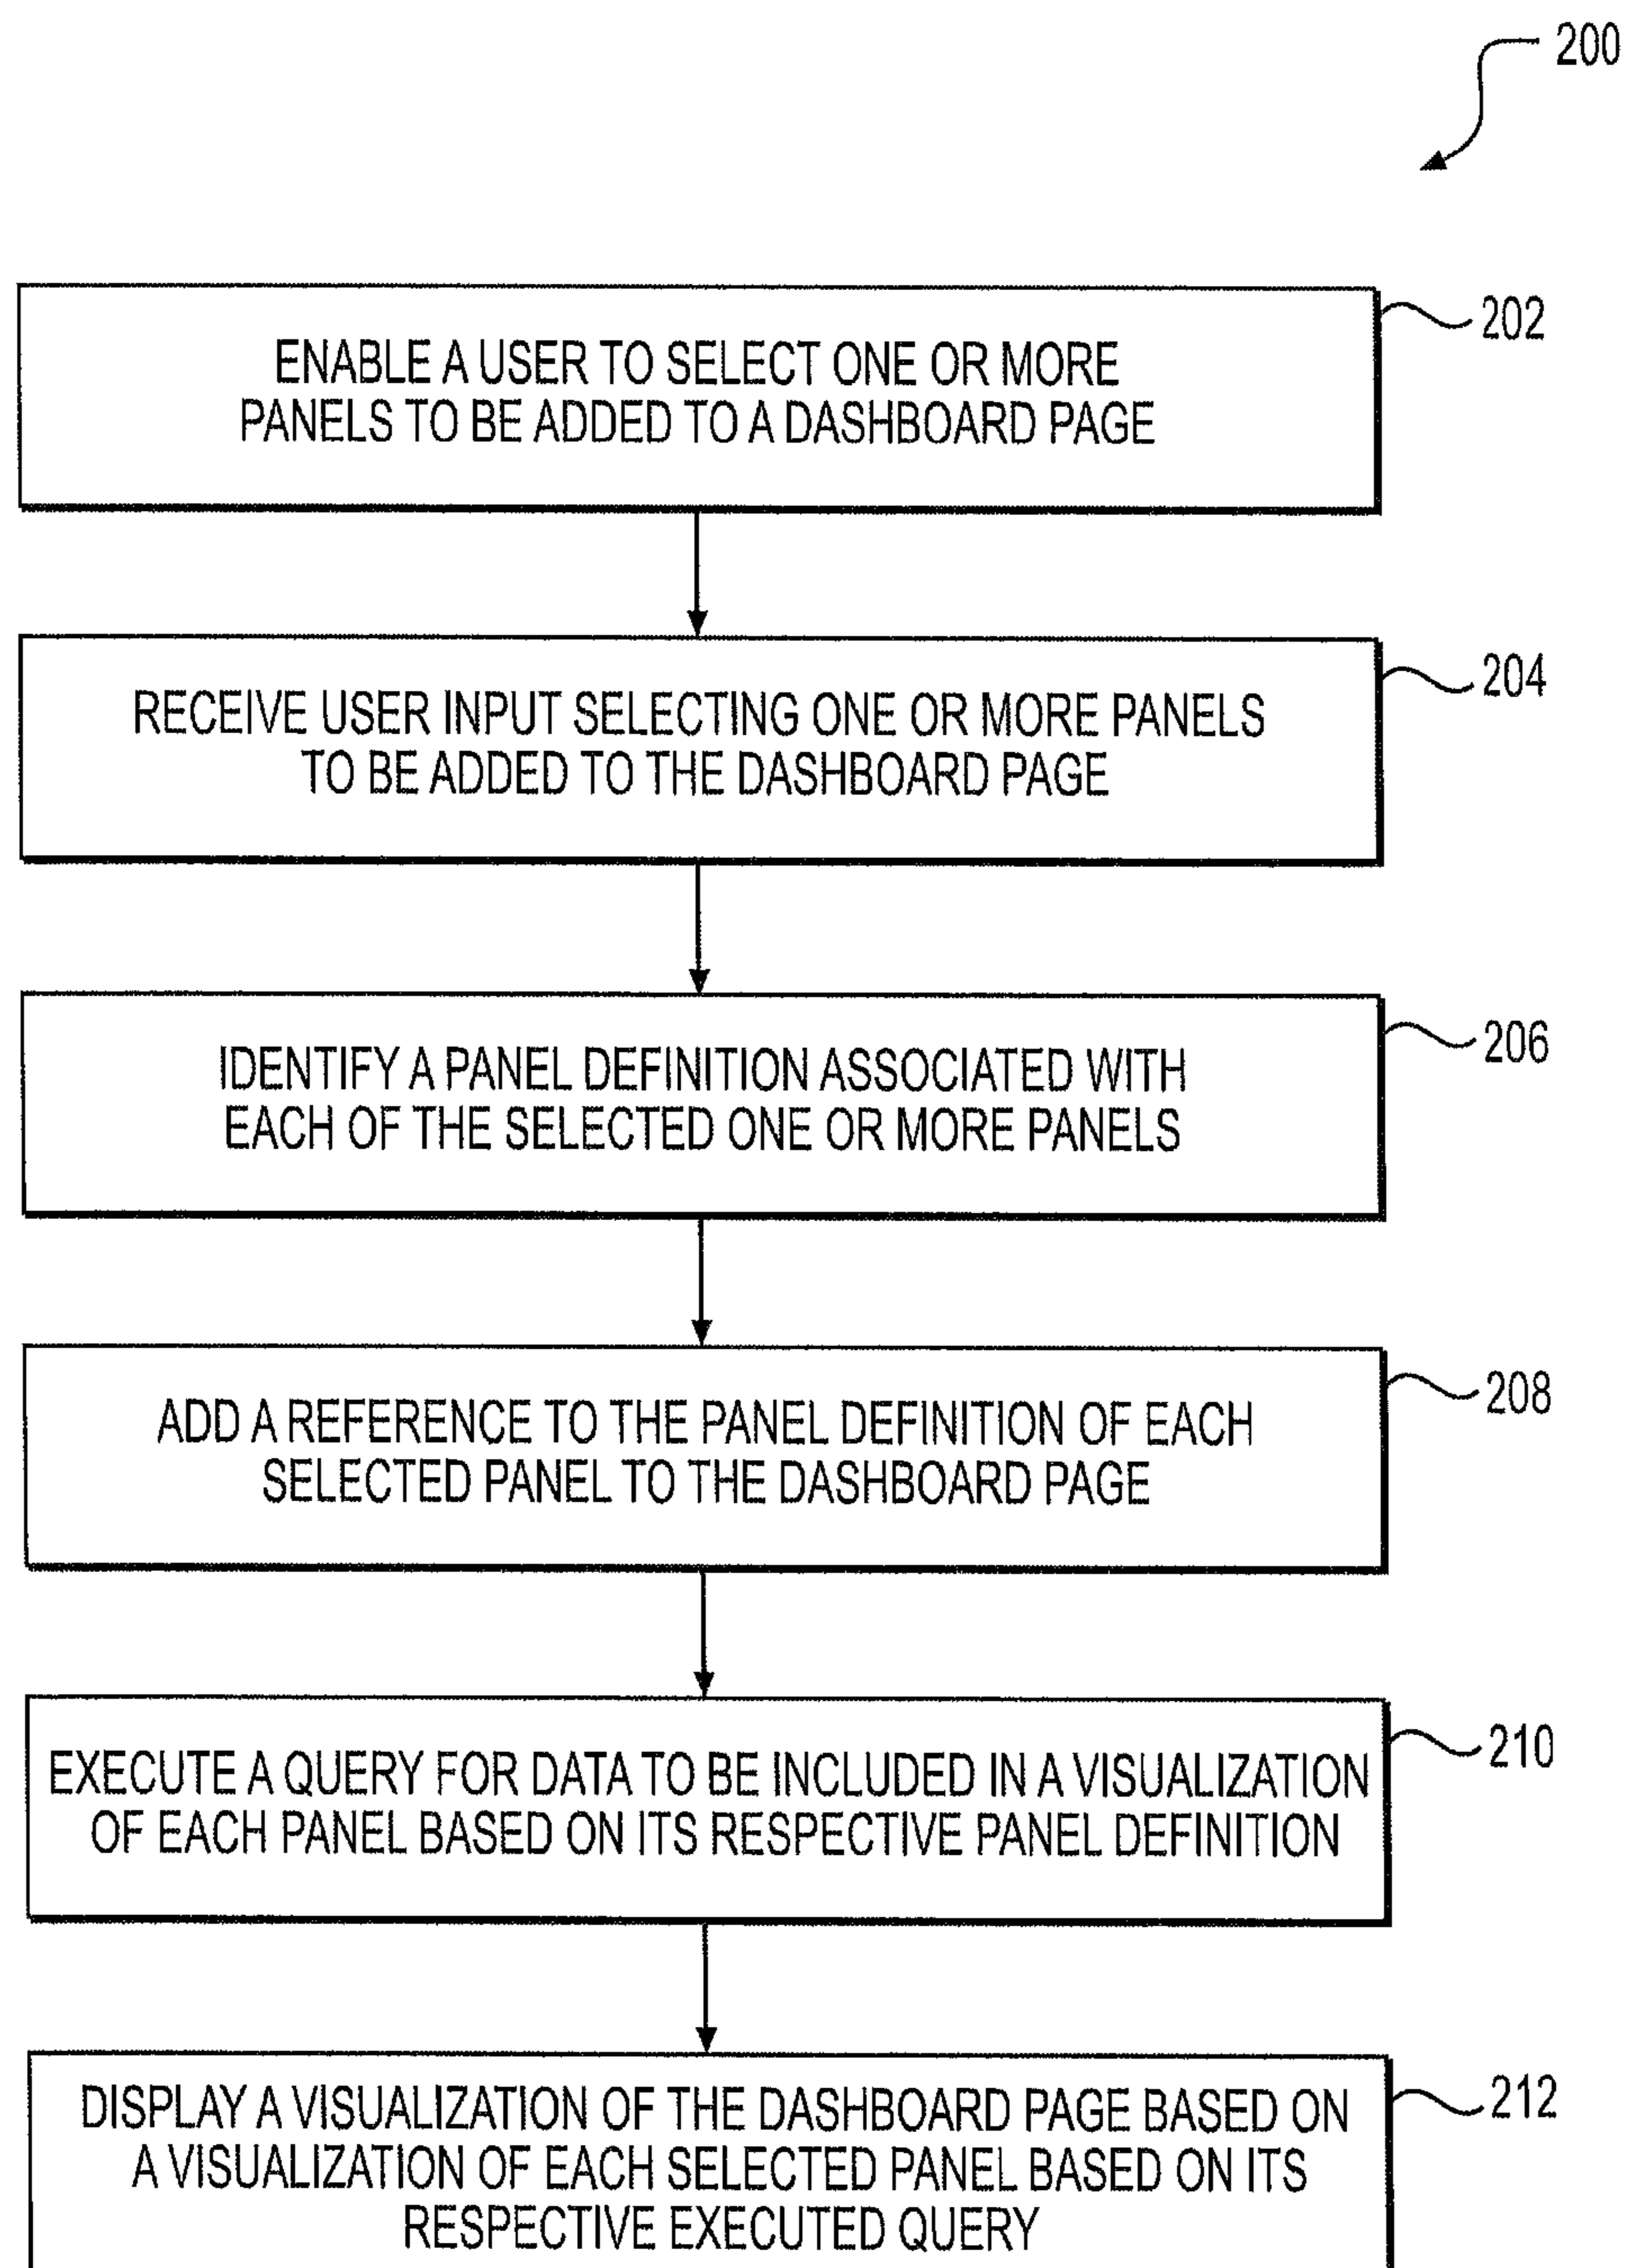 200
202
ENABLE A USER TO SELECT ONE OR MORE
PANELS TO BE ADDED TO A DASHBOARD PAGE
204
RECEIVE USER INPUT SELECTING ONE OR MORE PANELS
TO BE ADDED TO THE DASHBOARD PAGE
206
IDENTIFY A PANEL DEFINITION ASSOCIATED WITH
EACH OF THE SELECTED ONE OR MORE PANELS
208
ADD A REFERENCE TO THE PANEL DEFINITION OF EACH
SELECTED PANEL TO THE DASHBOARD PAGE
210
EXECUTE A QUERY FOR DATA TO BE INCLUDED IN A VISUALIZATION
OF EACH PANEL BASED ON ITS RESPECTIVE PANEL DEFINITION
212
DISPLAY A VISUALIZATION OF THE DASHBOARD PAGE BASED ON
A VISUALIZATION OF EACH SELECTED PANEL BASED ON ITS
RESPECTIVE EXECUTED QUERY